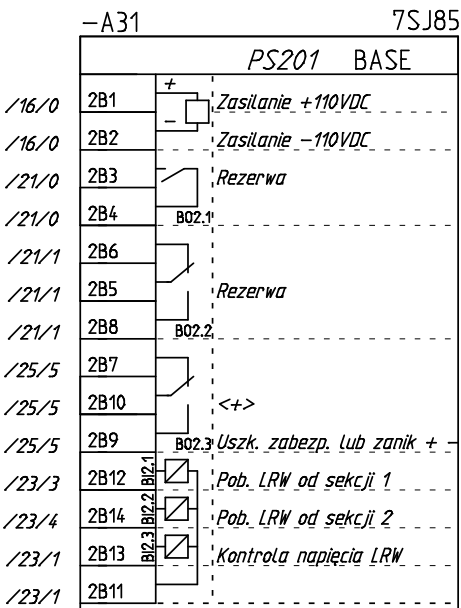 -A31 7SJ85
PS201 BASE
/16/0 2B1 + Zasilanie +110VDC
/16/0 2B2 - Zasilanie -110VDC
/21/0 2B3 Rezerwa
/21/0 2B4 BO2.1
/21/1 2B6
/21/1 2B5 Rezerwa
/21/1 2B8 BO2.2
/25/5 2B7
/25/5 2B10 <+>
/25/5 2B9 BO2.3 Uszk. zabezp. lub zanik + -
/23/3 2B12 BI2.1 Pob. LRW od sekcji 1
/23/4 2B14 BI2.2 Pob. LRW od sekcji 2
/23/1 2B13 BI2.3 Kontrola napięcia LRW
/23/1 2B11